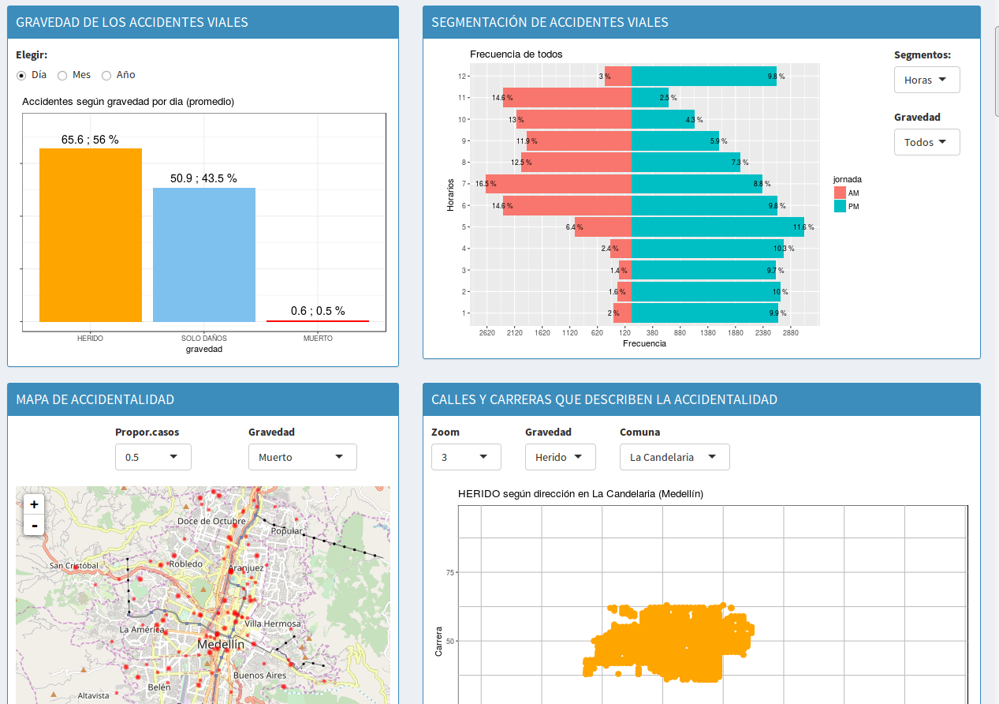 GRAVEDAD DE LOS ACCIDENTES VIALES
Elegir:
Día Mes Año
Accidentes según gravedad por dia (promedio)
65.6 ; 56 %
50.9 ; 43.5 %
0.6 ; 0.5 %
HERIDO SOLO DAÑOS MUERTO
gravedad
SEGMENTACIÓN DE ACCIDENTES VIALES
Frecuencia de todos
Horarios
12 3 % 9.8 %
11 14.6 % 2.5 %
10 13 % 4.3 %
9 11.9 % 5.9 %
8 12.5 % 7.3 %
7 16.5 % 8.8 %
6 14.6 % 9.8 %
5 6.4 % 11.6 %
4 2.4 % 10.3 %
3 1.4 % 9.7 %
2 1.6 % 10 %
1 2 % 9.9 %
2620 2120 1620 1120 620 120 380 880 1380 1880 2380 2880
Frecuencia
jornada
AM
PM
Segmentos:
Horas
Gravedad
Todos
MAPA DE ACCIDENTALIDAD
Propor.casos Gravedad
0.5 Muerto
+
-
Doce de Octubre
Popular
San Cristóbal
Robledo
Aranjuez
La América
Villa Hermosa
Medellín
Buenos Aires
Belén
Altavista
CALLES Y CARRERAS QUE DESCRIBEN LA ACCIDENTALIDAD
Zoom Gravedad Comuna
3 Herido La Candelaria
HERIDO según dirección en La Candelaria (Medellín)
75
50
Carrera